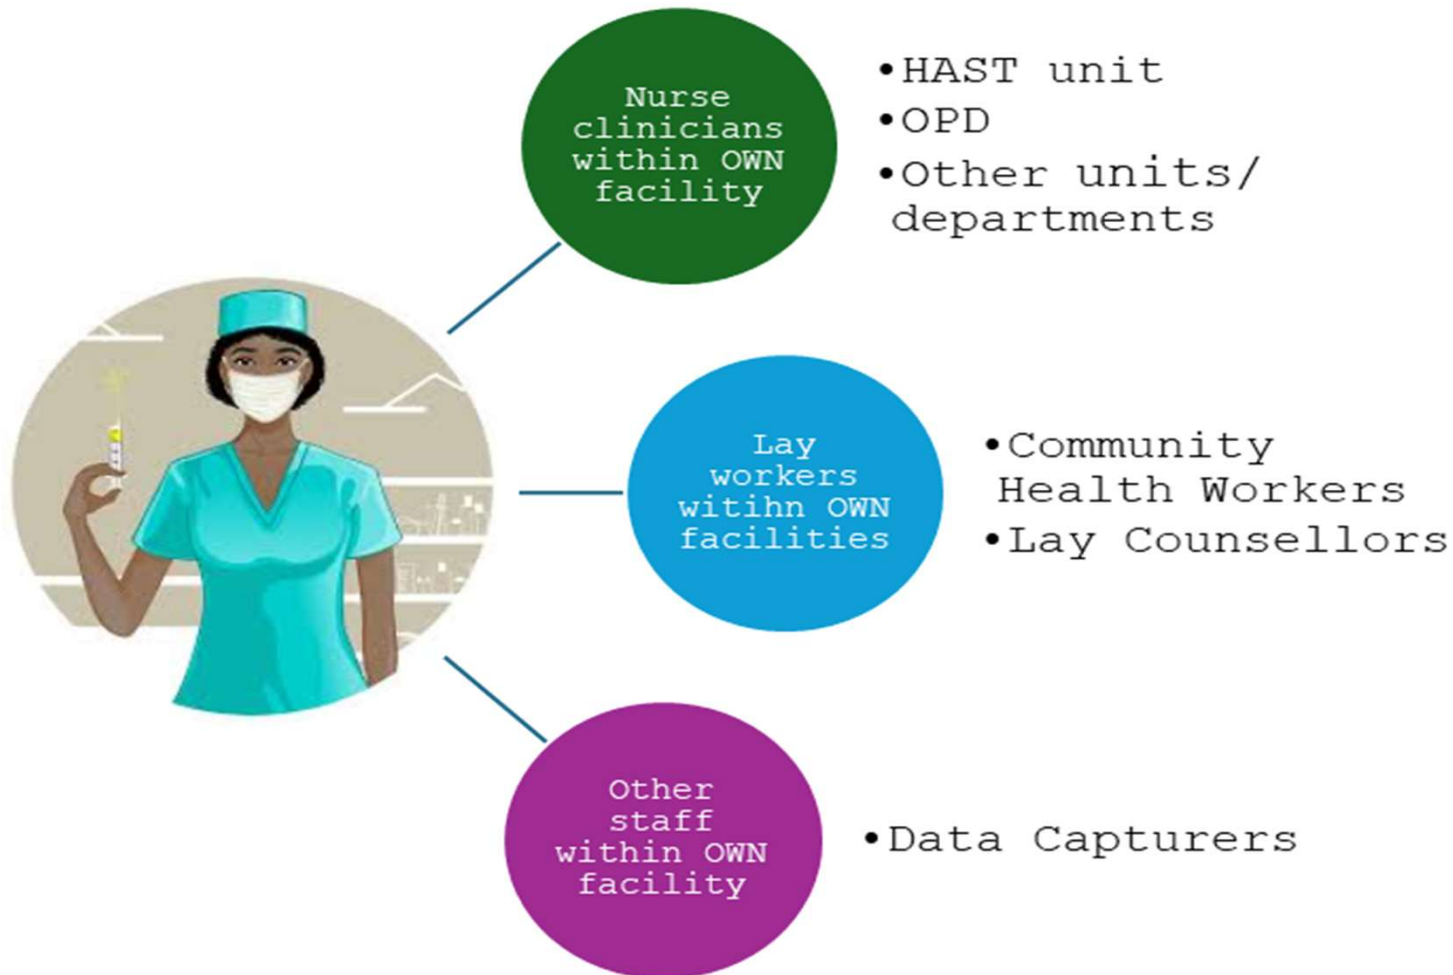 Nurse
clinicians
within OWN
facility
•HAST unit
•OPD
•Other units/
departments
Lay
workers
witihn OWN
facilities
•Community
Health Workers
•Lay Counsellors
Other
staff
within OWN
facility
•Data Capturers